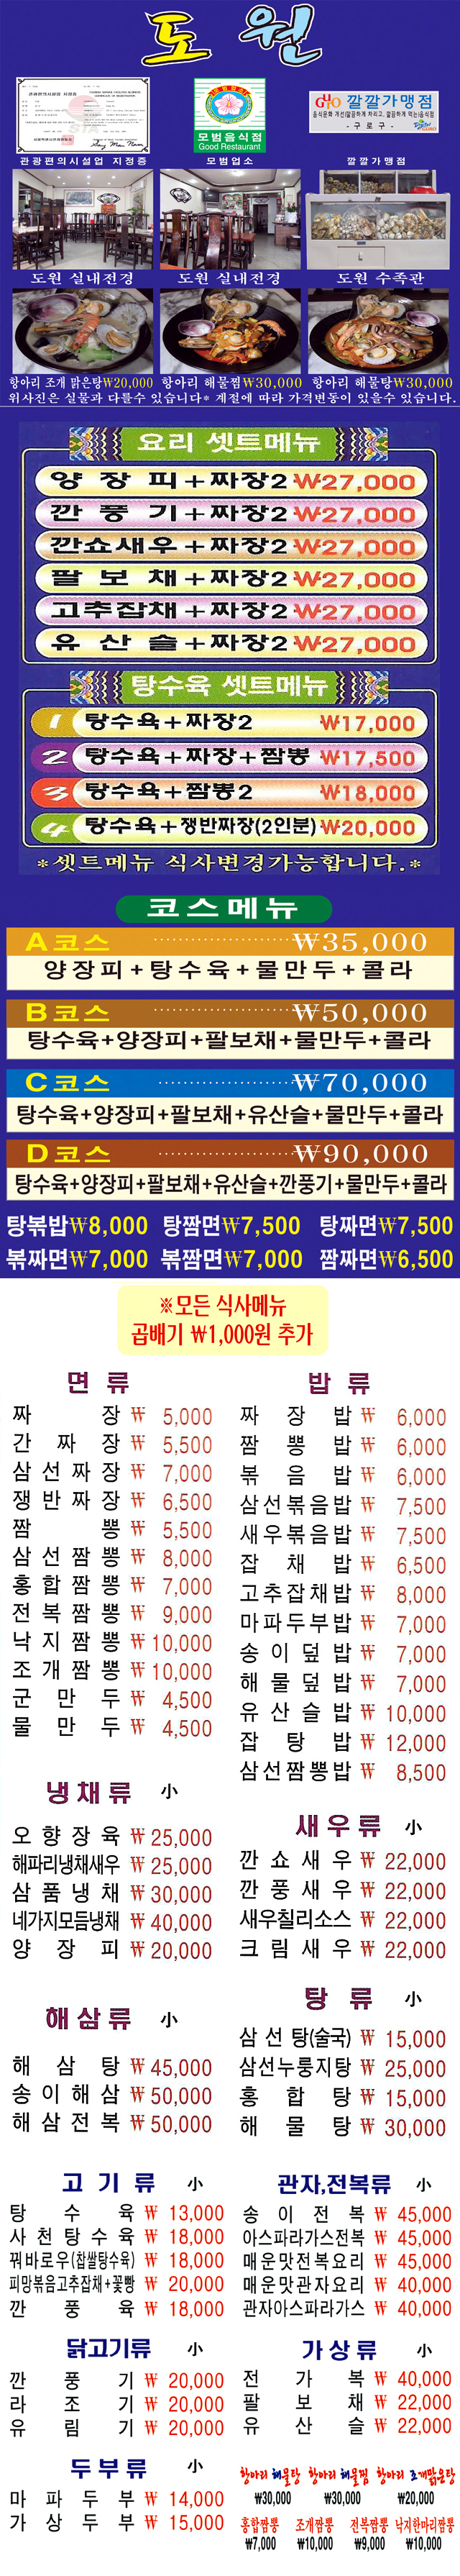 도원
모범음식점
Good Restaurant
GURO 깔깔가맹점
음식문화 개선(깔끔하게 차리고, 깔끔하게 먹는)음식점
- 구 로 구 -
관광편의시설업 지정증
모범업소
깔깔가맹점
도원 실내전경
도원 실내전경
도원 수족관
항아리 조개 맑은탕₩20,000 항아리 해물찜₩30,000 항아리 해물탕₩30,000
위사진은 실물과 다를수 있습니다* 계절에 따라 가격변동이 있을수 있습니다.
요리 셋트메뉴
양장피+짜장2 ₩27,000
깐풍기+짜장2 ₩27,000
깐쇼새우+짜장2 ₩27,000
팔보채+짜장2 ₩27,000
고추잡채+짜장2 ₩27,000
유산슬+짜장2 ₩27,000
탕수육 셋트메뉴
1 탕수육+짜장2 ₩17,000
2 탕수육+짜장+짬뽕 ₩17,500
3 탕수육+짬뽕2 ₩18,000
4 탕수육+쟁반짜장(2인분) ₩20,000
*셋트메뉴 식사변경가능합니다.*
코스메뉴
A코스 ₩35,000
양장피+탕수육+물만두+콜라
B코스 ₩50,000
탕수육+양장피+팔보채+물만두+콜라
C코스 ₩70,000
탕수육+양장피+팔보채+유산슬+물만두+콜라
D코스 ₩90,000
탕수육+양장피+팔보채+유산슬+깐풍기+물만두+콜라
탕볶밥₩8,000 탕짬면₩7,500 탕짜면₩7,500
볶짜면₩7,000 볶짬면₩7,000 짬짜면₩6,500
※모든 식사메뉴
곱배기 ₩1,000원 추가
면류
짜장 ₩ 5,000
간짜장 ₩ 5,500
삼선짜장 ₩ 7,000
쟁반짜장 ₩ 6,500
짬뽕 ₩ 5,500
삼선짬뽕 ₩ 8,000
홍합짬뽕 ₩ 7,000
전복짬뽕 ₩ 9,000
낙지짬뽕 ₩ 10,000
조개짬뽕 ₩ 10,000
군만두 ₩ 4,500
물만두 ₩ 4,500
밥류
짜장밥 ₩ 6,000
짬뽕밥 ₩ 6,000
볶음밥 ₩ 6,000
삼선볶음밥 ₩ 7,500
새우볶음밥 ₩ 7,500
잡채밥 ₩ 6,500
고추잡채밥 ₩ 8,000
마파두부밥 ₩ 7,000
송이덮밥 ₩ 7,000
해물덮밥 ₩ 7,000
유산슬밥 ₩ 10,000
잡탕밥 ₩ 12,000
삼선짬뽕밥 ₩ 8,500
냉채류 小
오향장육 ₩ 25,000
해파리냉채새우 ₩ 25,000
삼품냉채 ₩ 30,000
네가지모듬냉채 ₩ 40,000
양장피 ₩ 20,000
새우류 小
깐쇼새우 ₩ 22,000
깐풍새우 ₩ 22,000
새우칠리소스 ₩ 22,000
크림새우 ₩ 22,000
해삼류 小
해삼탕 ₩ 45,000
송이해삼 ₩ 50,000
해삼전복 ₩ 50,000
탕류 小
삼선탕(술국) ₩ 15,000
삼선누룽지탕 ₩ 25,000
홍합탕 ₩ 15,000
해물탕 ₩ 30,000
고기류 小
탕수육 ₩ 13,000
사천탕수육 ₩ 18,000
꿔바로우(찹쌀탕수육) ₩ 18,000
피망볶음고추잡채+꽃빵 ₩ 20,000
깐풍육 ₩ 18,000
관자,전복류 小
송이전복 ₩ 45,000
아스파라가스전복 ₩ 45,000
매운맛전복요리 ₩ 45,000
매운맛관자요리 ₩ 40,000
관자아스파라가스 ₩ 40,000
닭고기류 小
깐풍기 ₩ 20,000
라조기 ₩ 20,000
유림기 ₩ 20,000
가상류 小
전가복 ₩ 40,000
팔보채 ₩ 22,000
유산슬 ₩ 22,000
두부류 小
마파두부 ₩ 14,000
가상두부 ₩ 15,000
항아리 해물탕 항아리 해물찜 항아리 조개맑은탕
₩30,000 ₩30,000 ₩20,000
홍합짬뽕 조개짬뽕 전복짬뽕 낙지한마리짬뽕
₩7,000 ₩10,000 ₩9,000 ₩10,000